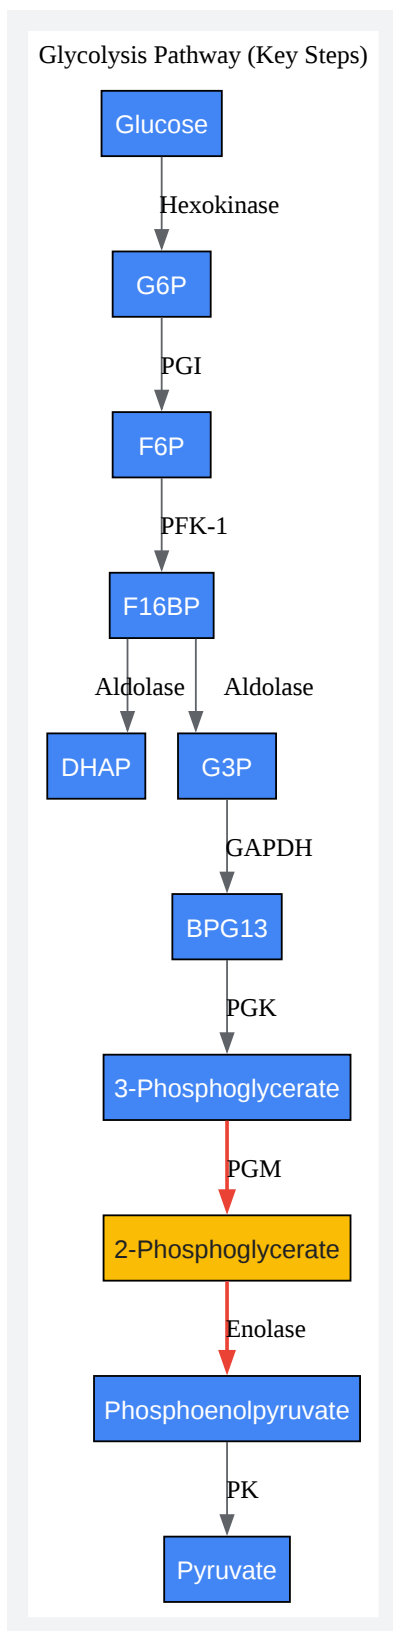 Glycolysis Pathway (Key Steps)
Glucose
Hexokinase
G6P
PGI
F6P
PFK-1
F16BP
Aldolase
Aldolase
DHAP
G3P
GAPDH
BPG13
PGK
3-Phosphoglycerate
PGM
2-Phosphoglycerate
Enolase
Phosphoenolpyruvate
PK
Pyruvate